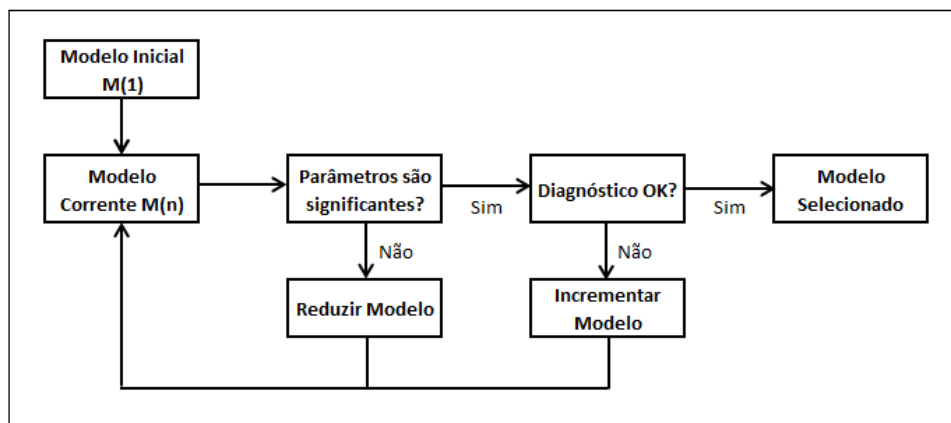 Modelo Inicial
M(1)
Modelo
Corrente M(n)
Parâmetros são
significantes?
Sim
Diagnóstico OK?
Sim
Modelo
Selecionado
Não
Não
Reduzir Modelo
Incrementar
Modelo